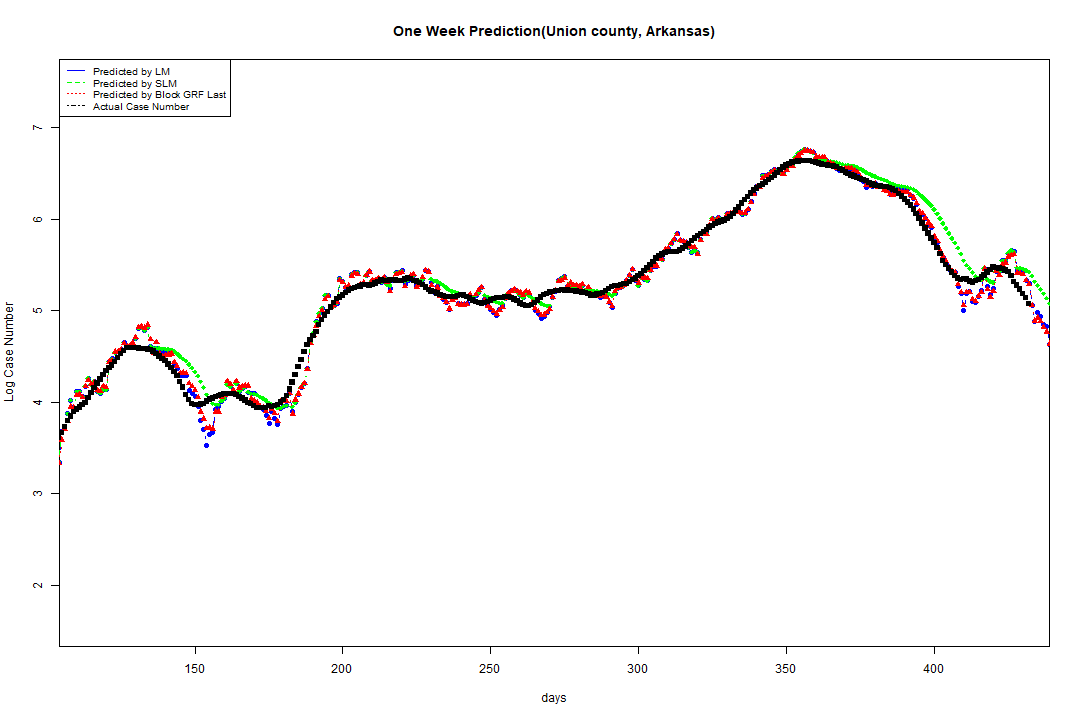 One Week Prediction(Union county, Arkansas)
Predicted by LM
Predicted by SLM
Predicted by Block GRF Last
Actual Case Number
7
6
5
4
3
2
Log Case Number
150 200 250 300 350 400
days